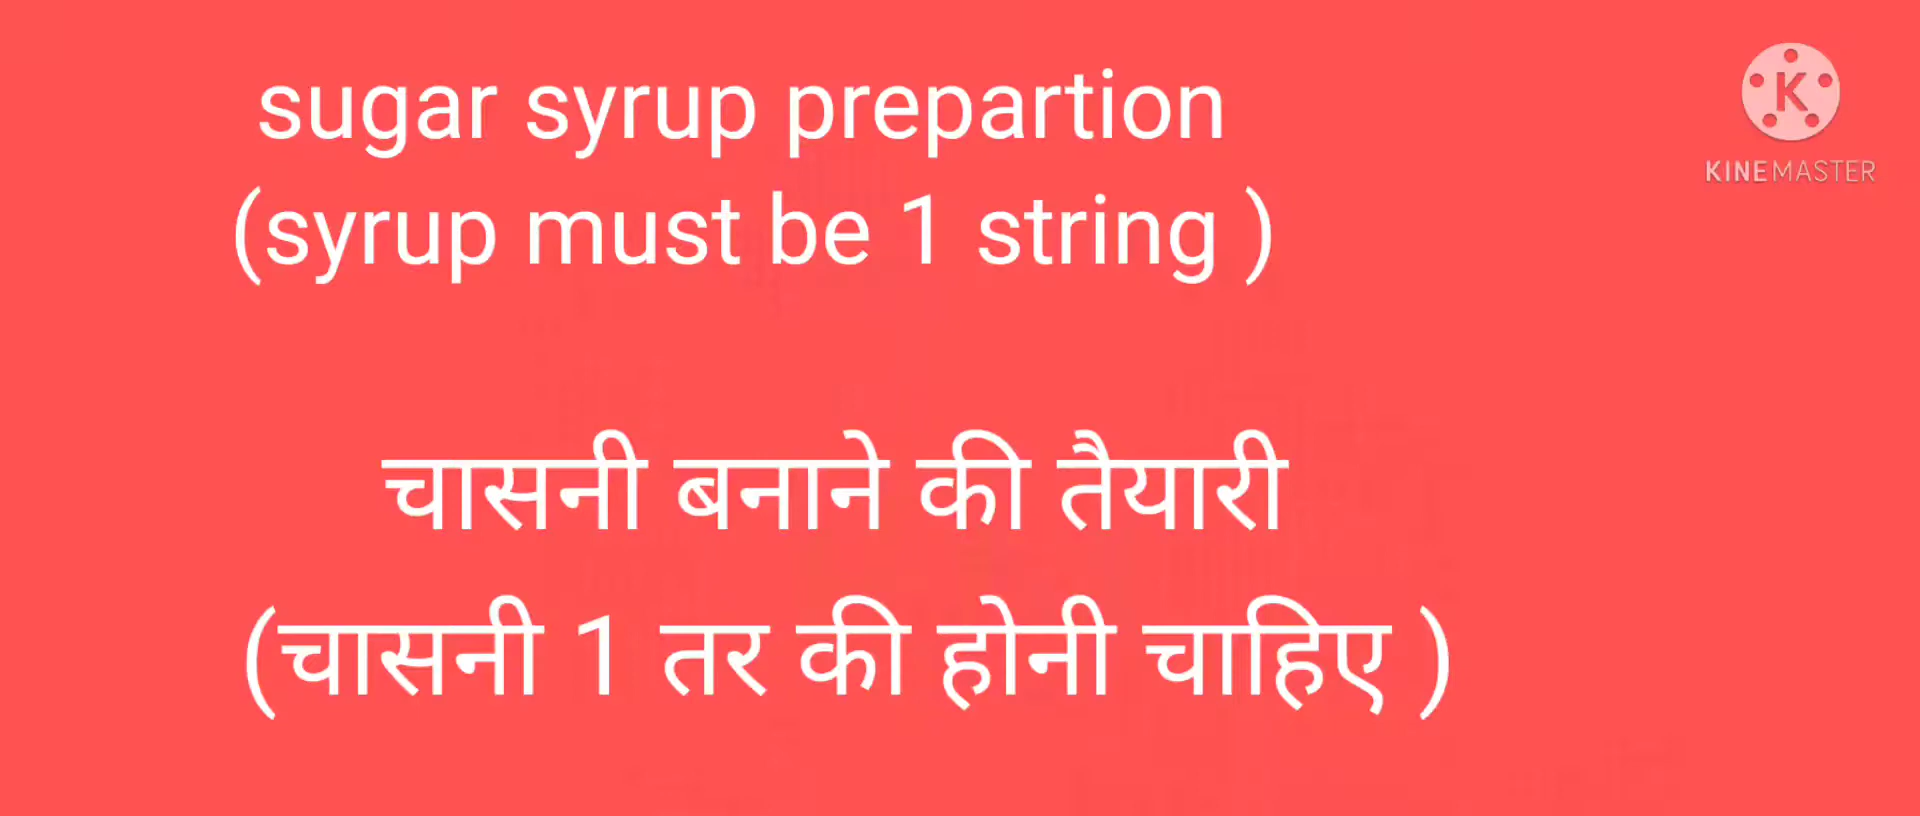 sugar syrup prepartion
(syrup must be 1 string )
चासनी बनाने की तैयारी
(चासनी 1 तर की होनी चाहिए )
K
KINEMASTER